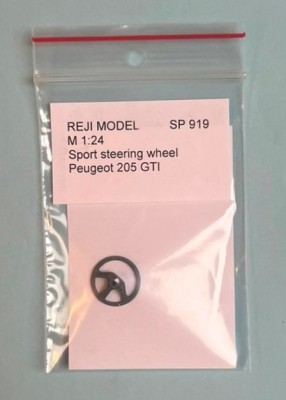 REJI MODEL SP 919
M 1:24
Sport steering wheel
Peugeot 205 GTI